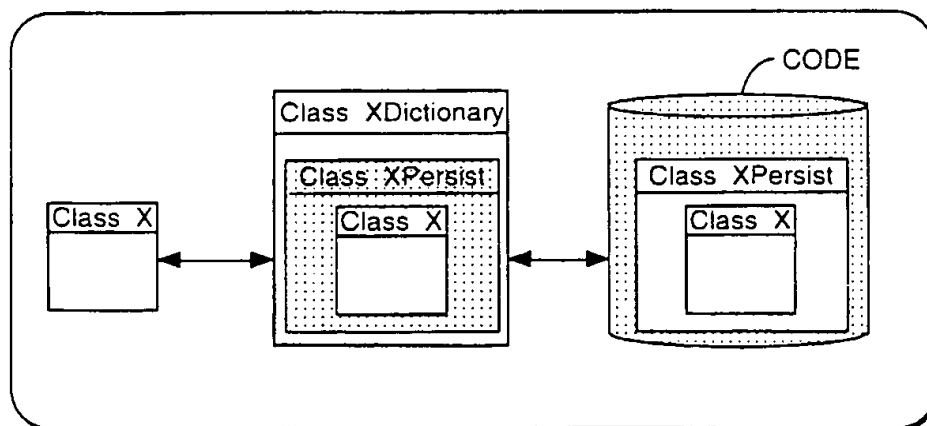 CODE
Class XDictionary
Class XPersist
Class XPersist
Class X
Class X
Class X